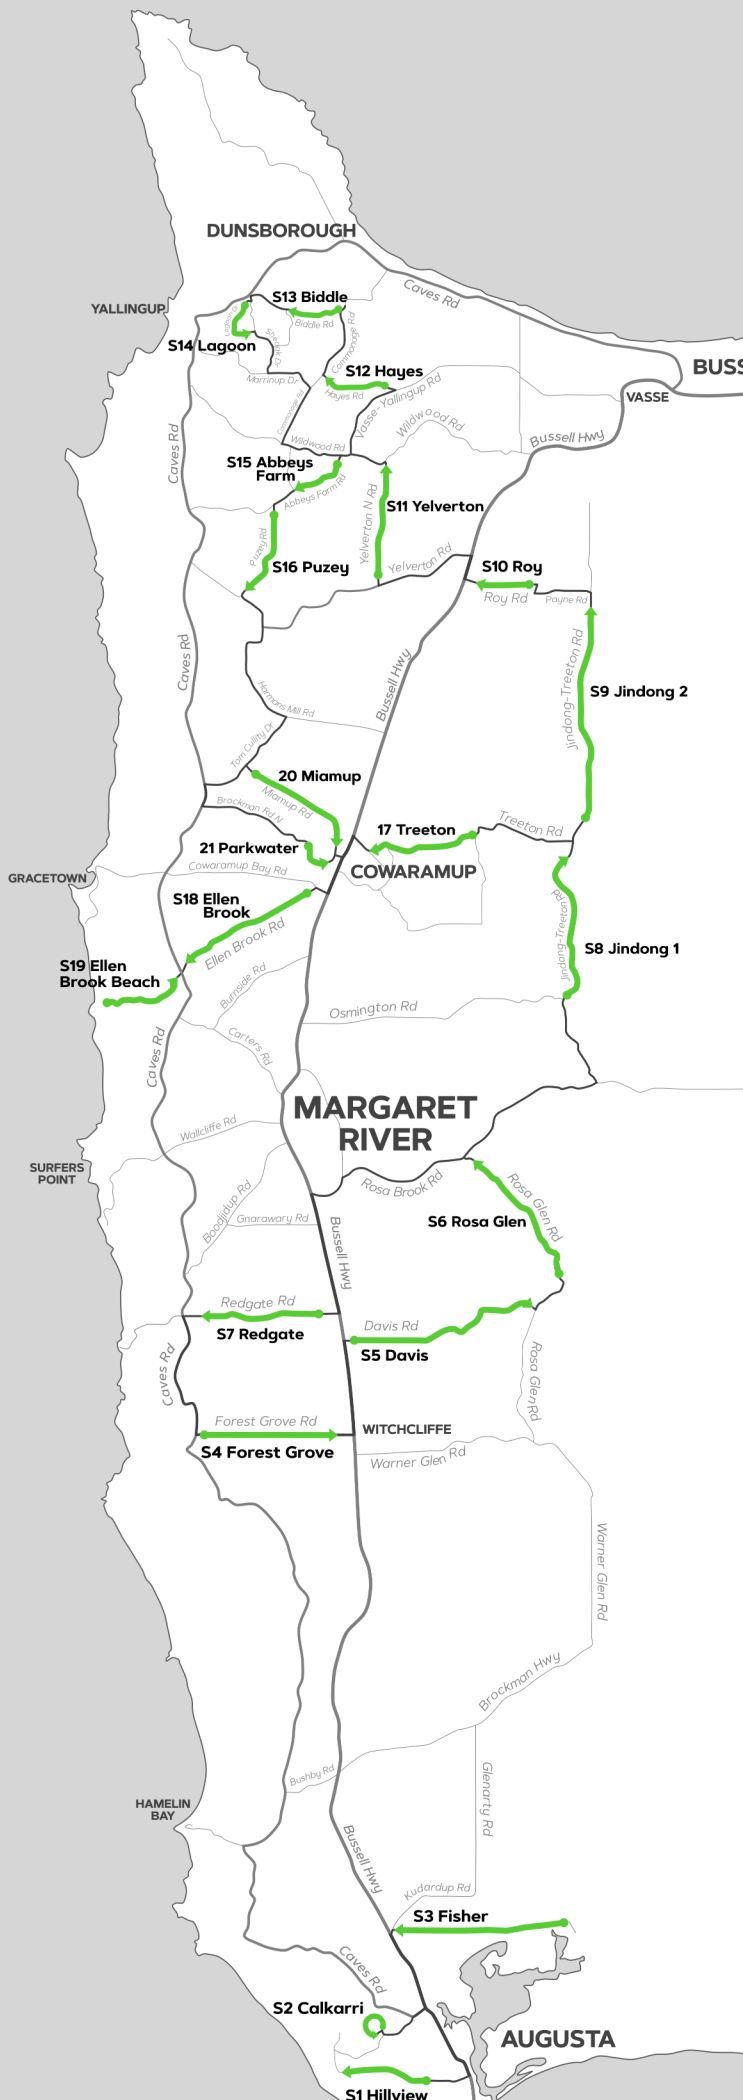 DUNSBOROUGH
Caves Rd
S13 Biddle
YALLINGUP
Biddle Rd
Commonage Rd
S14 Lagoon
BUSS
S12 Hayes
Marrinup Dr
Hayes Rd
Vasse-Yallingup Rd
VASSE
Commonage Rd
Wildwood Rd
Caves Rd
Wildwood Rd
Bussell Hwy
S15 Abbeys
Farm
Abbeys Farm Rd
S11 Yelverton
Yelverton N Rd
Puzey Rd
S16 Puzey
Yelverton Rd
S10 Roy
Roy Rd
Payne Rd
Caves Rd
Bussell Hwy
Jindong-Treeton Rd
S9 Jindong 2
Harmans Mill Rd
Tom Cullity Dr
20 Miamup
Miamup Rd
Brockman Rd N
17 Treeton
Treeton Rd
21 Parkwater
Cowaramup Bay Rd
COWARAMUP
GRACETOWN
S18 Ellen
Brook
Ellen Brook Rd
Jindong-Treeton Rd
S8 Jindong 1
S19 Ellen
Brook Beach
Burnside Rd
Osmington Rd
Caves Rd
Carters Rd
MARGARET
RIVER
Wallcliffe Rd
SURFERS
POINT
Rosa Brook Rd
Rosa Glen Rd
Boodjidup Rd
Gnarawary Rd
Bussell Hwy
S6 Rosa Glen
Redgate Rd
S7 Redgate
Davis Rd
S5 Davis
Caves Rd
Rosa Glen Rd
Forest Grove Rd
WITCHCLIFFE
S4 Forest Grove
Warner Glen Rd
Warner Glen Rd
Brockman Hwy
Bushby Rd
Glenarty Rd
HAMELIN
BAY
Bussell Hwy
Kudardup Rd
S3 Fisher
Caves Rd
S2 Calkarri
AUGUSTA
S1 Hillview